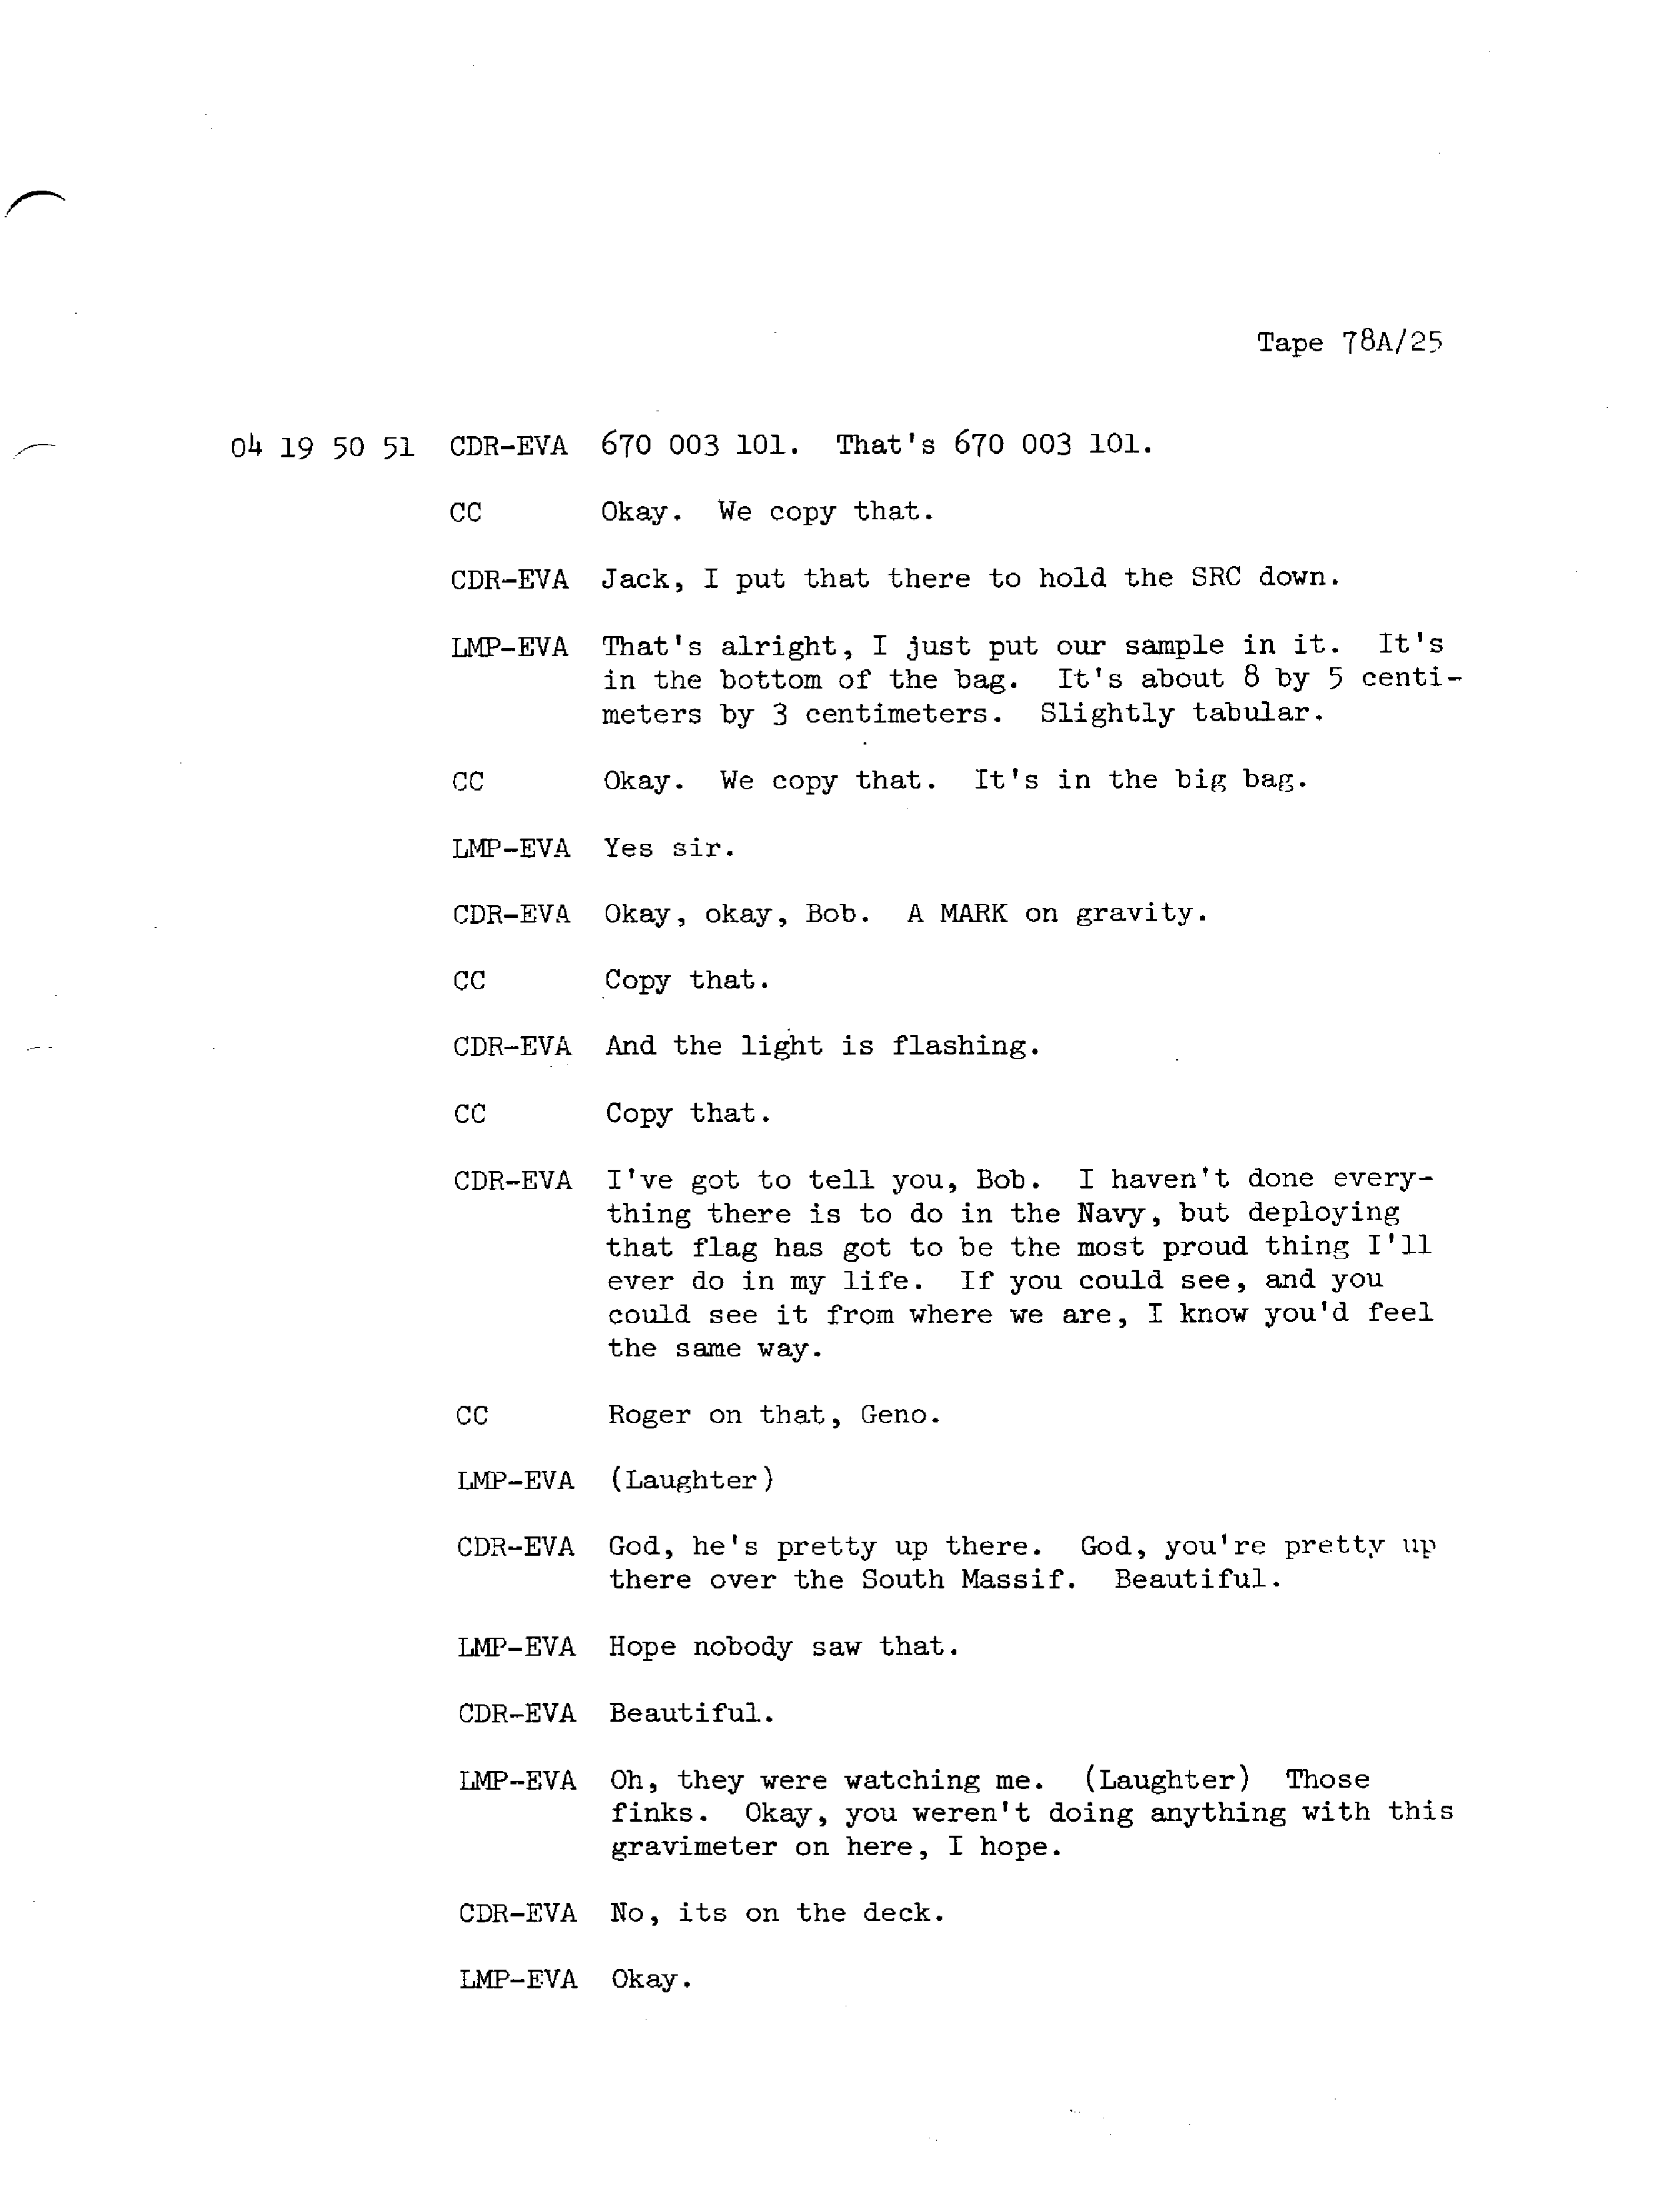 Tape 78A/25
04 19 50 51 CDR-EVA 670 003 101. That's 670 003 101.
CC Okay. We copy that.
CDR-EVA Jack, I put that there to hold the SRC down.
LMP-EVA That's alright, I just put our sample in it. It's
in the bottom of the bag. It's about 8 by 5 centi-
meters by 3 centimeters. Slightly tabular.
CC Okay. We copy that. It's in the big bag.
LMP-EVA Yes sir.
CDR-EVA Okay, okay, Bob. A MARK on gravity.
CC Copy that.
CDR-EVA And the light is flashing.
CC Copy that.
CDR-EVA I've got to tell you, Bob. I haven't done every-
thing there is to do in the Navy, but deploying
that flag has got to be the most proud thing I'll
ever do in my life. If you could see, and you
could see it from where we are, I know you'd feel
the same way.
CC Roger on that, Geno.
LMP-EVA (Laughter)
CDR-EVA God, he's pretty up there. God, you're pretty up
there over the South Massif. Beautiful.
LMP-EVA Hope nobody saw that.
CDR-EVA Beautiful.
LMP-EVA Oh, they were watching me. (Laughter) Those
finks. Okay, you weren't doing anything with this
gravimeter on here, I hope.
CDR-EVA No, its on the deck.
LMP-EVA Okay.